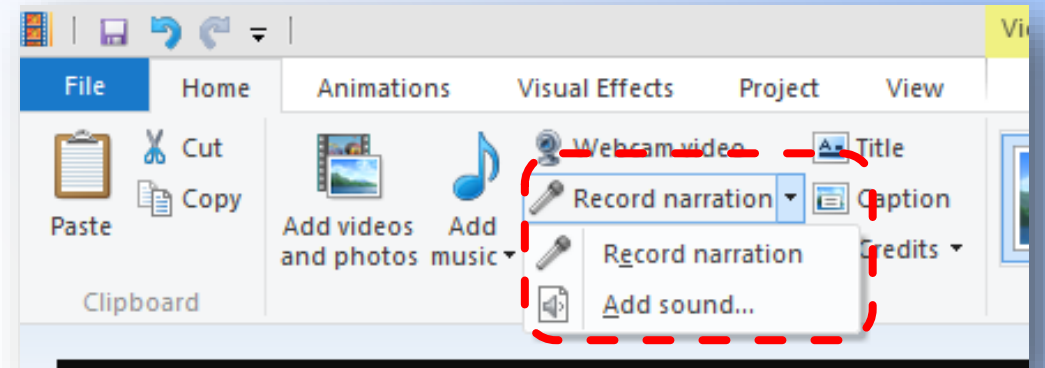 Vi
File Home Animations Visual Effects Project View
Cut Webcam video Title
Copy Record narration Caption
Paste Add videos and photos Add music Credits
Record narration
Add sound...
Clipboard